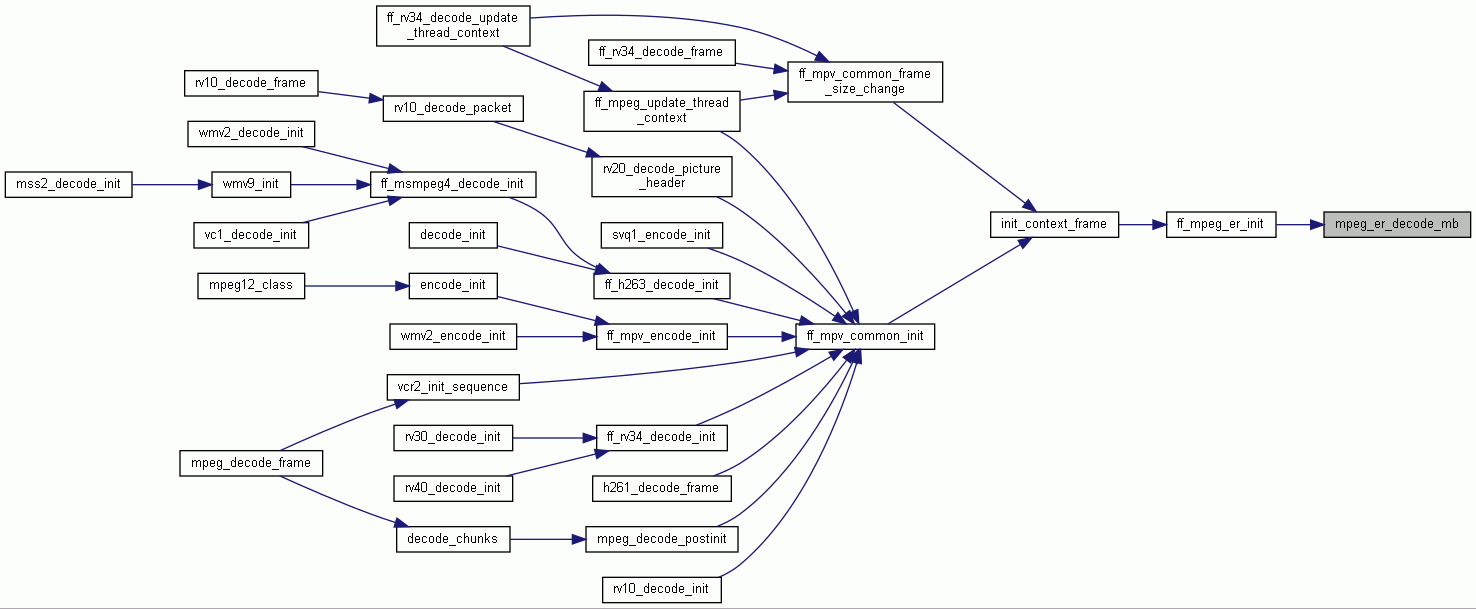 ff_rv34_decode_update
_thread_context
ff_rv34_decode_frame
ff_mpv_common_frame
_size_change
rv10_decode_frame
rv10_decode_packet
ff_mpeg_update_thread
_context
wmv2_decode_init
rv20_decode_picture
_header
mss2_decode_init
wmv9_init
ff_msmpeg4_decode_init
vc1_decode_init
decode_init
svq1_encode_init
init_context_frame
ff_mpeg_er_init
mpeg_er_decode_mb
mpeg12_class
encode_init
ff_h263_decode_init
wmv2_encode_init
ff_mpv_encode_init
ff_mpv_common_init
vcr2_init_sequence
rv30_decode_init
ff_rv34_decode_init
mpeg_decode_frame
rv40_decode_init
h261_decode_frame
decode_chunks
mpeg_decode_postinit
rv10_decode_init